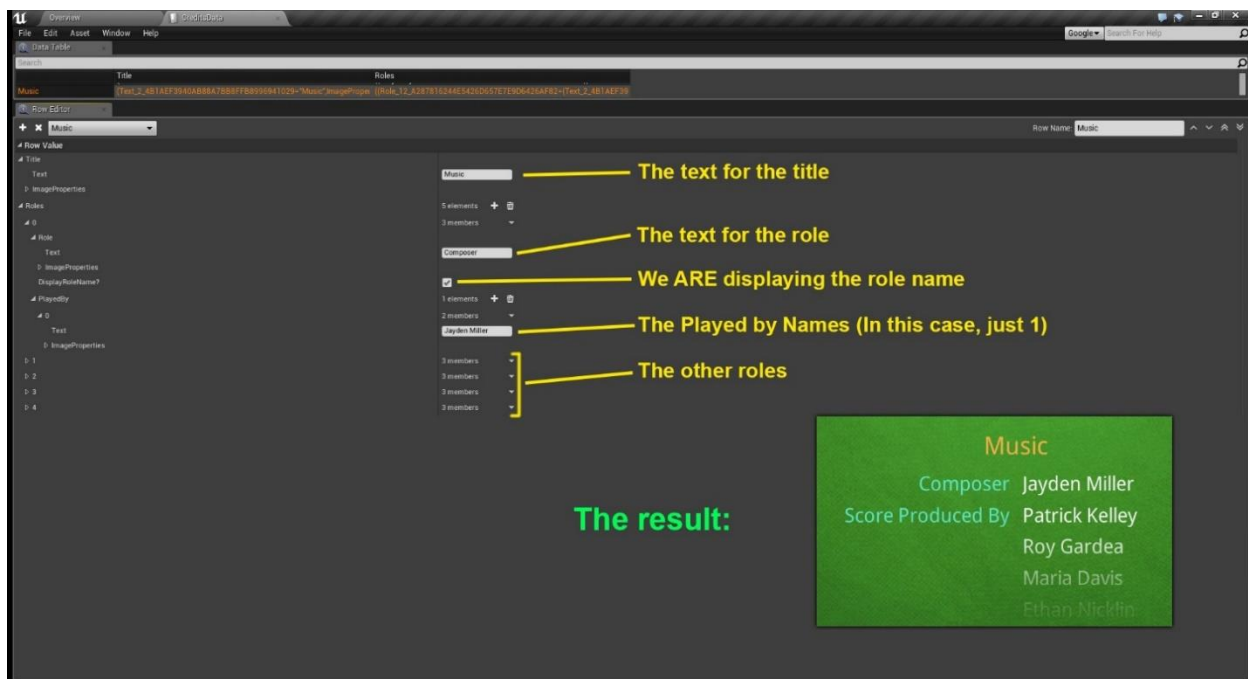 Overview
CreditsData
File Edit Asset Window Help
Google
Search For Help
Data Table
Search
Title Roles
Music
Row Editor
Music
Row Name: Music
Row Value
Title
Text Music
The text for the title
ImageProperties
Roles 5 elements
0 3 members
Role
The text for the role
Text Composer
ImageProperties
DisplayRoleName?
We ARE displaying the role name
PlayedBy 1 elements
0 2 members
Text Jayden Miller
The Played by Names (In this case, just 1)
ImageProperties
1 3 members
The other roles
2 3 members
3 3 members
4 3 members
The result:
Music
Composer Jayden Miller
Score Produced By Patrick Kelley
Roy Gardea
Maria Davis
Ethan Nicklin